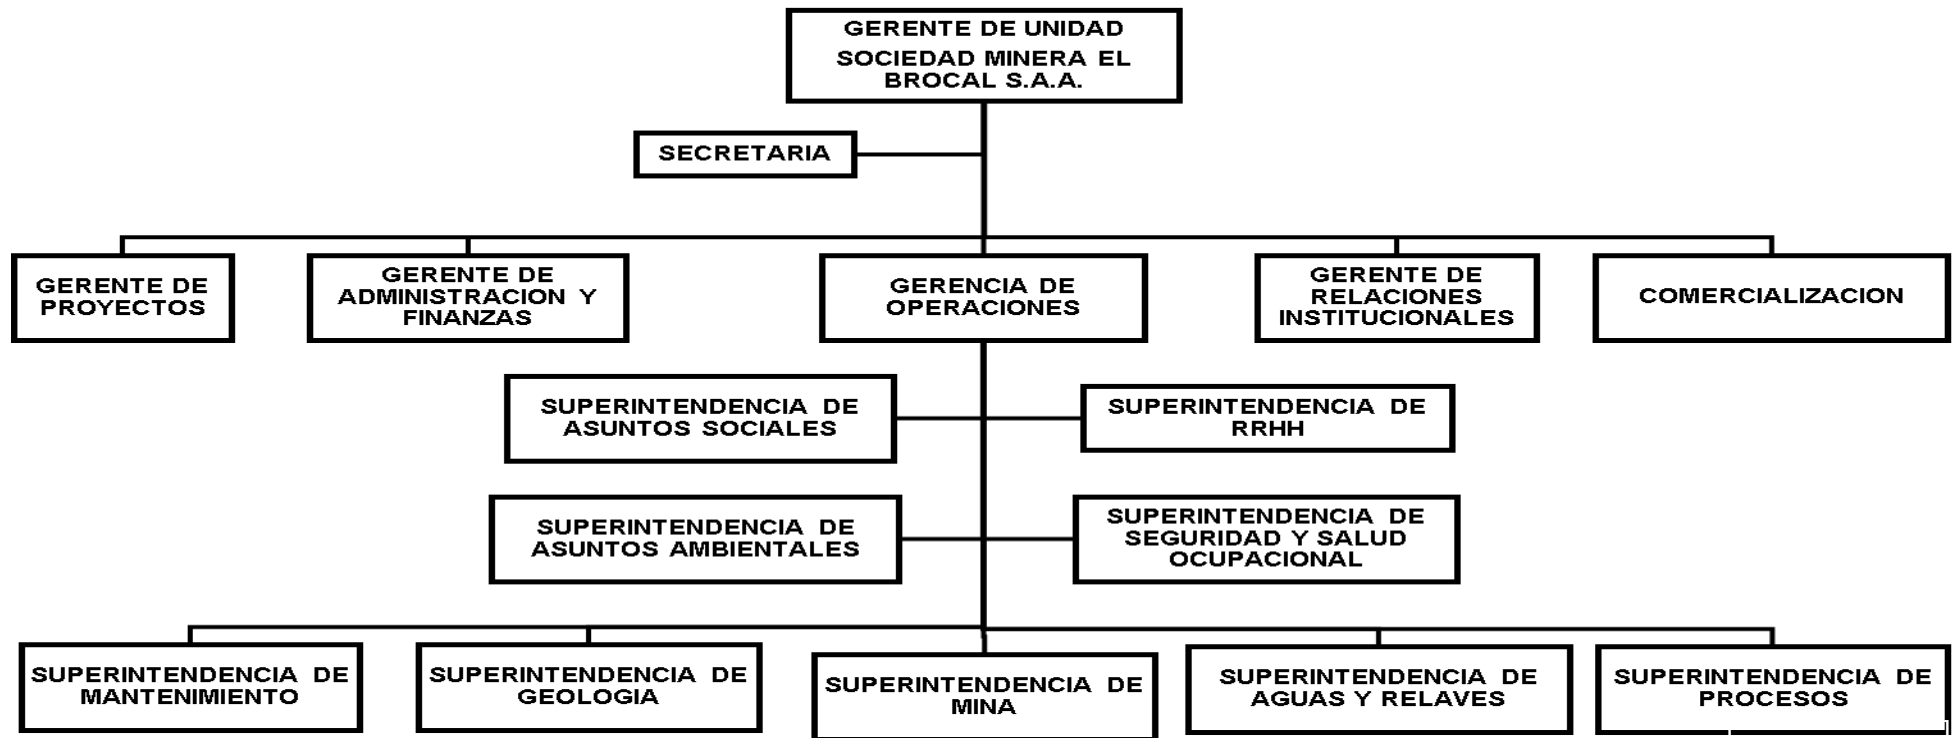 GERENTE DE UNIDAD
SOCIEDAD MINERA EL
BROCAL S.A.A.
SECRETARIA
GERENTE DE
PROYECTOS
GERENTE DE
ADMINISTRACION Y
FINANZAS
GERENCIA DE
OPERACIONES
GERENTE DE
RELACIONES
INSTITUCIONALES
COMERCIALIZACION
SUPERINTENDENCIA DE
ASUNTOS SOCIALES
SUPERINTENDENCIA DE
RRHH
SUPERINTENDENCIA DE
ASUNTOS AMBIENTALES
SUPERINTENDENCIA DE
SEGURIDAD Y SALUD
OCUPACIONAL
SUPERINTENDENCIA DE
MANTENIMIENTO
SUPERINTENDENCIA DE
GEOLOGIA
SUPERINTENDENCIA DE
MINA
SUPERINTENDENCIA DE
AGUAS Y RELAVES
SUPERINTENDENCIA DE
PROCESOS